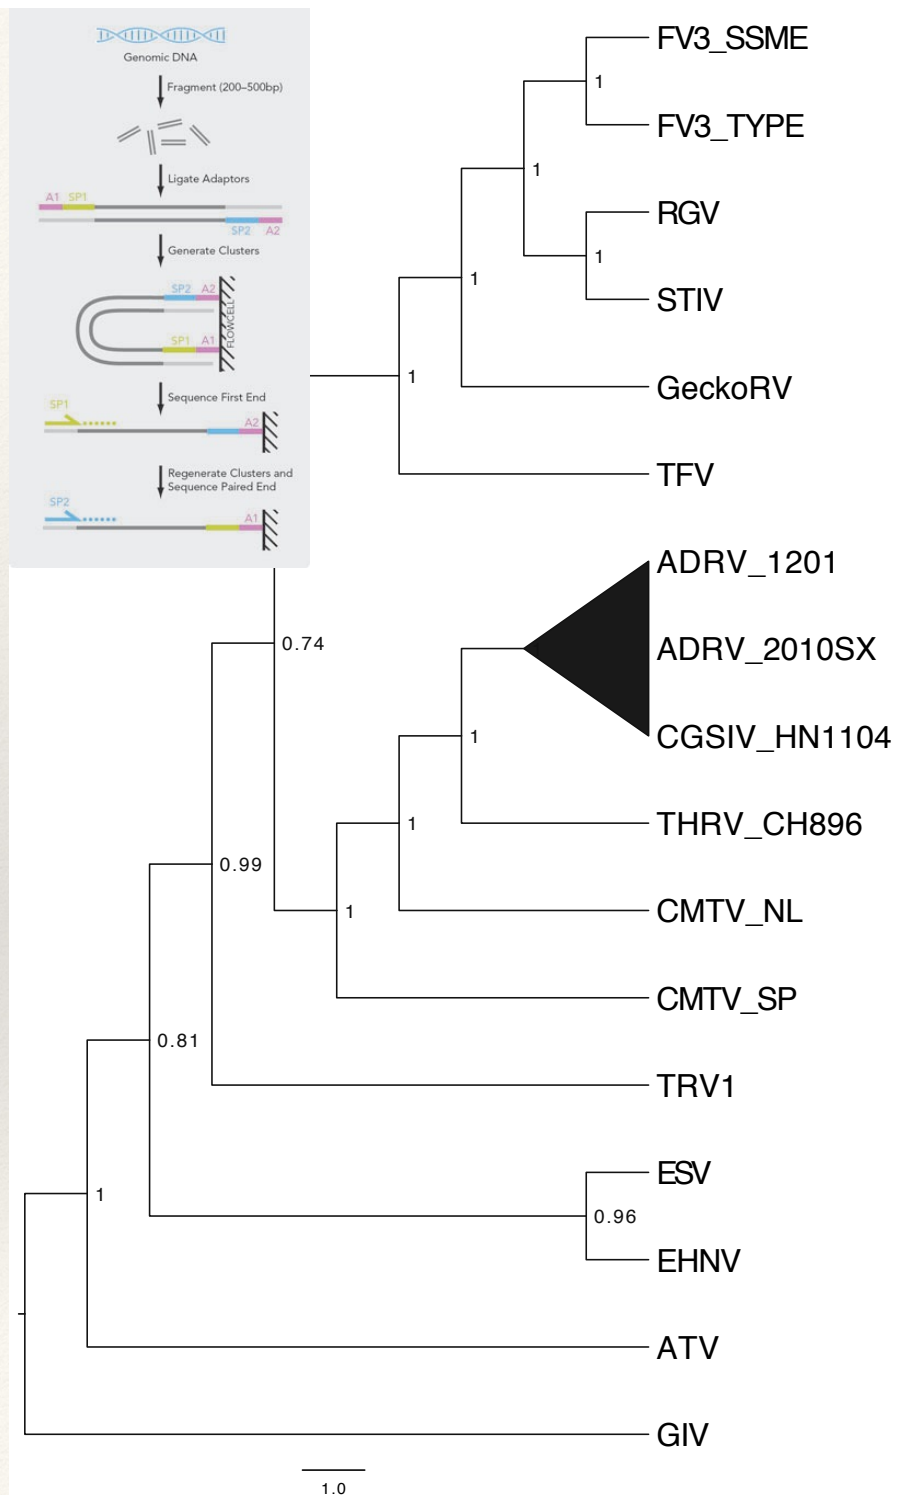 Genomic DNA
Fragment (200–500bp)
Ligate Adaptors
A1 SP1
SP2 A2
Generate Clusters
SP2 A2
FLOWCELL
SP1 A1
Sequence First End
SP1
A2
Regenerate Clusters and
Sequence Paired End
SP2
A1
FV3_SSME
1
FV3_TYPE
1
RGV
1
STIV
1
GeckoRV
1
TFV
ADRV_1201
0.74
ADRV_2010SX
CGSIV_HN1104
1
THRV_CH896
1
0.99
CMTV_NL
1
CMTV_SP
0.81
TRV1
ESV
1
0.96
EHNV
ATV
GIV
1.0